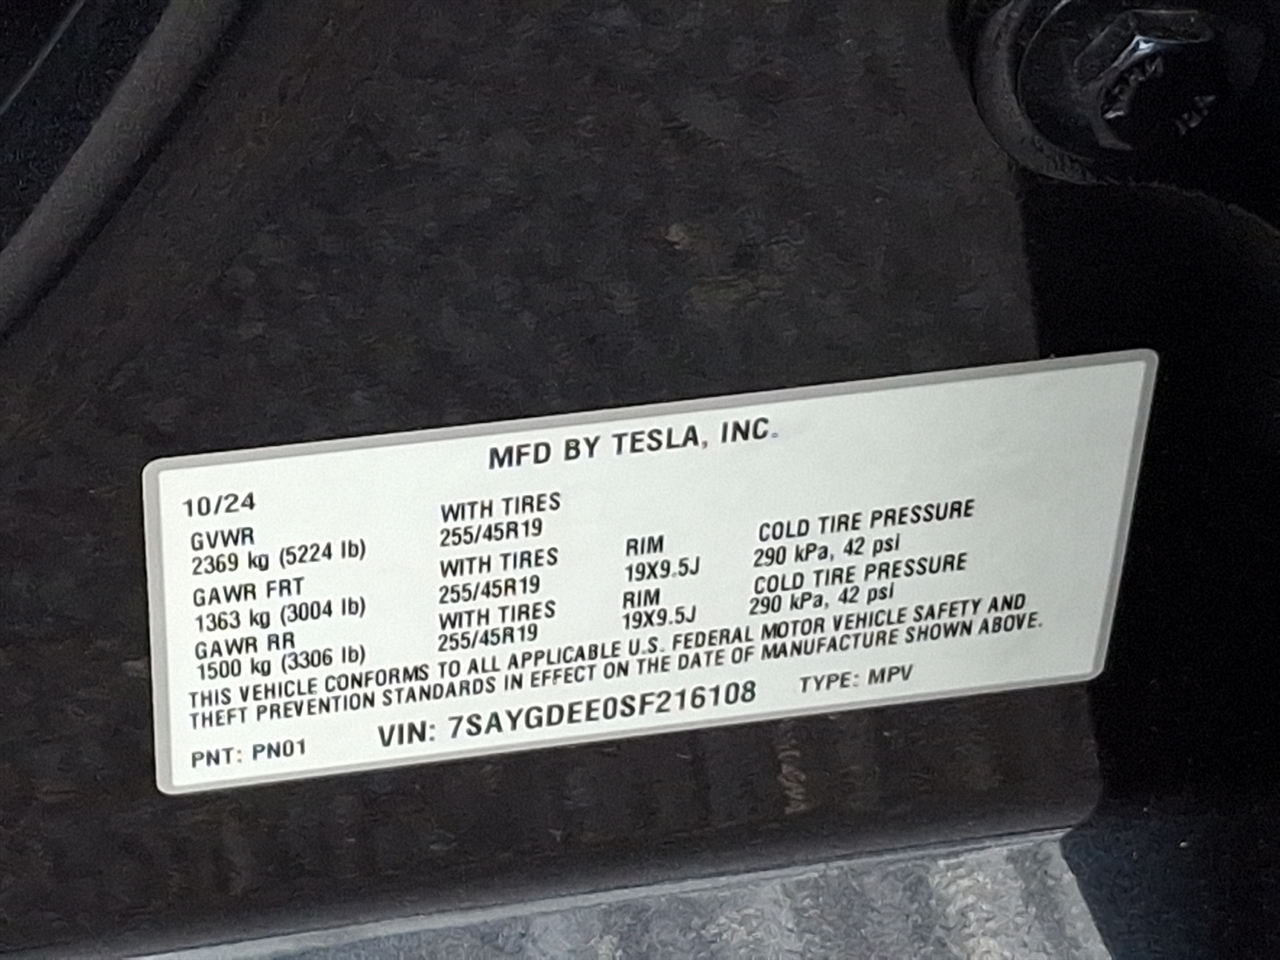 MFD BY TESLA, INC.
10/24
GVWR WITH TIRES
2369 kg (5224 lb) 255/45R19
GAWR FRT WITH TIRES RIM COLD TIRE PRESSURE
1363 kg (3004 lb) 255/45R19 19X9.5J 290 kPa, 42 psi
GAWR RR WITH TIRES RIM COLD TIRE PRESSURE
1500 kg (3306 lb) 255/45R19 19X9.5J 290 kPa, 42 psi
THIS VEHICLE CONFORMS TO ALL APPLICABLE U.S. FEDERAL MOTOR VEHICLE SAFETY AND
THEFT PREVENTION STANDARDS IN EFFECT ON THE DATE OF MANUFACTURE SHOWN ABOVE.
PNT: PN01 VIN: 7SAYGDEE0SF216108 TYPE: MPV